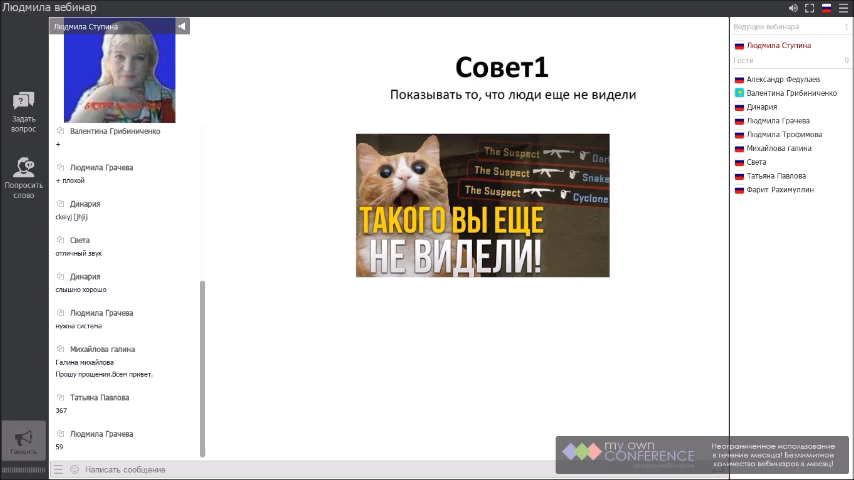 Людмила вебинар
Людмила Ступина
Задать
вопрос
Попросить
слово
Говорить
Валентина Грибиниченко
+
Людмила Грачева
+ плохой
Динария
Света
отличный звук
Динария
слышно хорошо
Людмила Грачева
нужна система
Михайлова галина
Галина михайлова
Прошу прощения.Всем привет.
Татьяна Павлова
367
Людмила Грачева
59
Написать сообщение
Совет1
Показывать то, что люди еще не видели
The Suspect
The Suspect Snake
The Suspect Cyclone
ТАКОГО ВЫ ЕЩЕ
НЕ ВИДЕЛИ!
Ведущие вебинара 1
Людмила Ступина
Гости 9
Александр Федулаев
Валентина Грибиниченко
Динария
Людмила Грачева
Людмила Трофимова
Михайлова галина
Света
Татьяна Павлова
Фарит Рахимуллин
my own
CONFERENCE
Неограниченное использование
в течение месяца! Безлимитное
количество вебинаров в месяц!